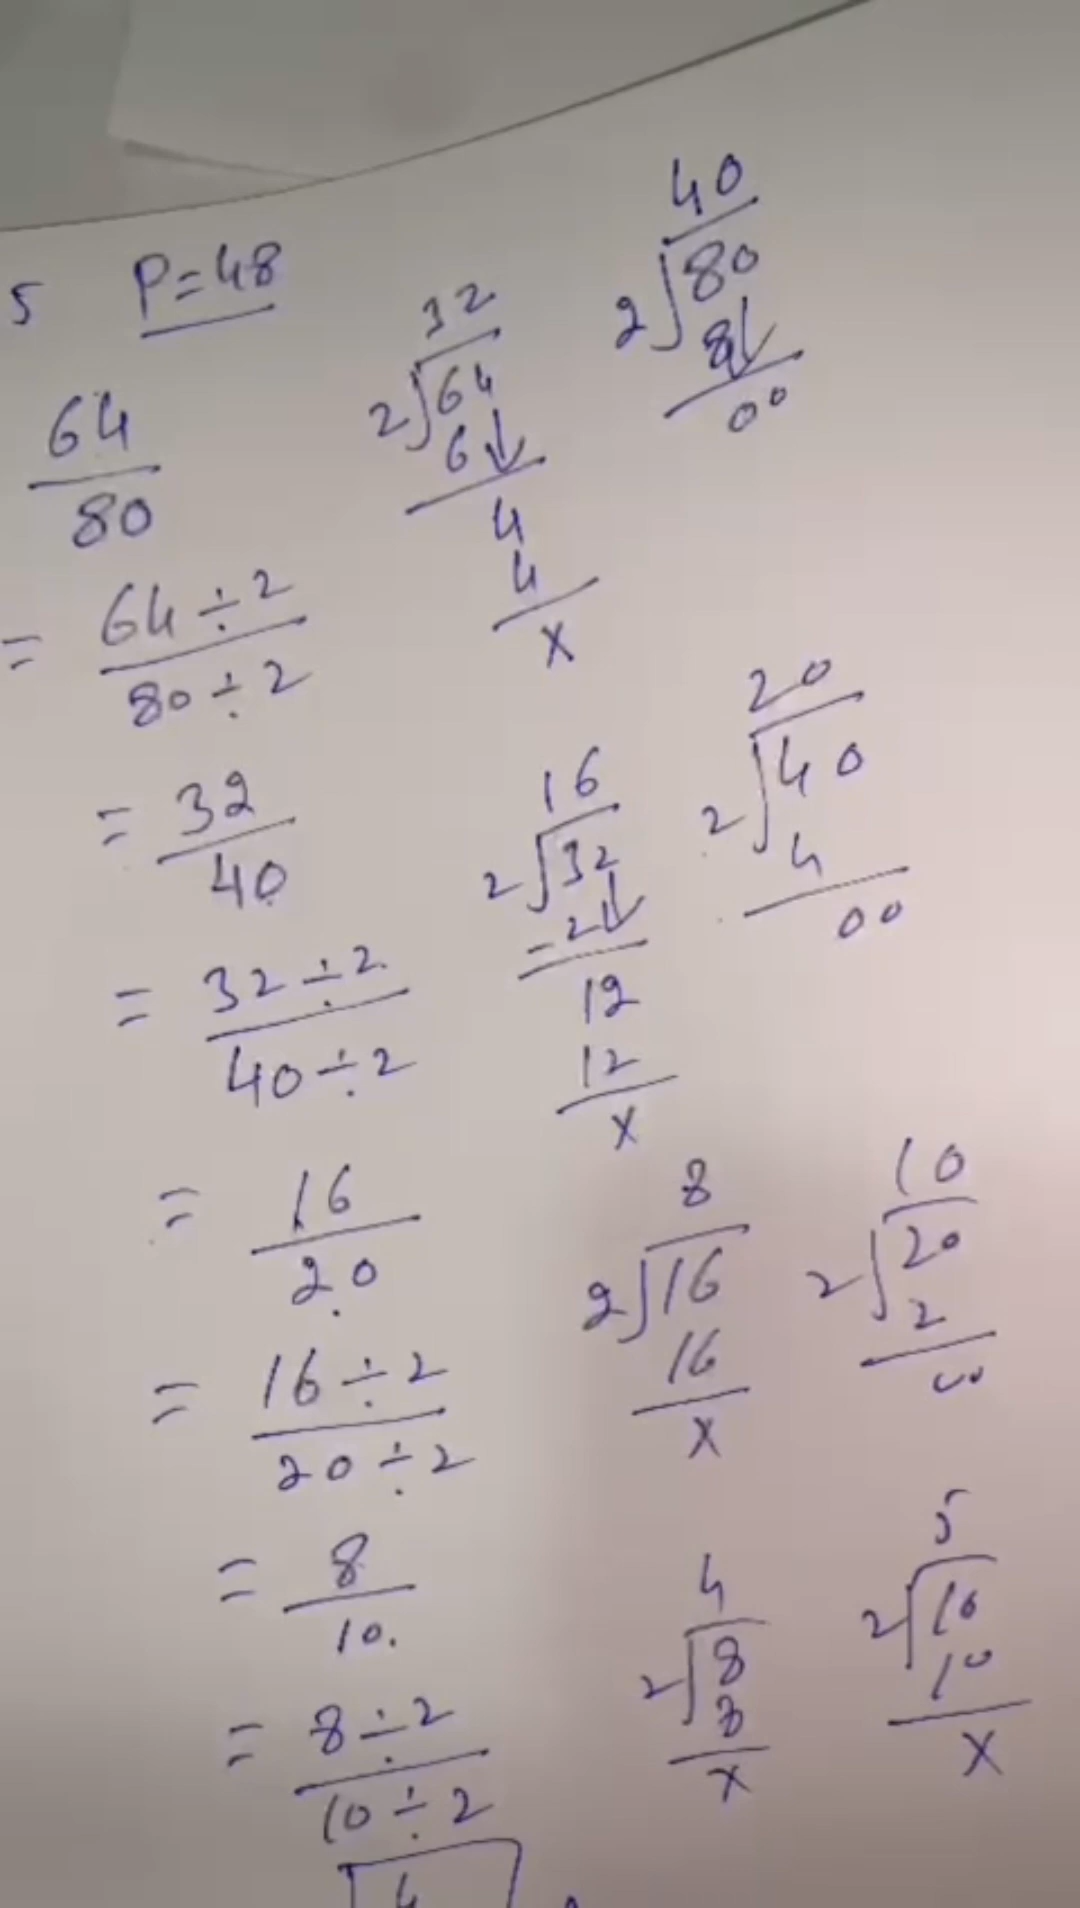 5 P=48
64
80
= 64 ÷ 2
80 ÷ 2
= 32
40
= 32 ÷ 2
40 ÷ 2
= 16
20
= 16 ÷ 2
20 ÷ 2
= 8
10.
= 8 ÷ 2
10 ÷ 2
4
32
2√64
6↓
4
4
x
40
2√80
8↓
00
16
2√32
-2↓
12
12
x
20
2√40
4
00
8
2√16
16
x
10
2√20
2
00
4
2√8
8
x
5
2√10
10
x